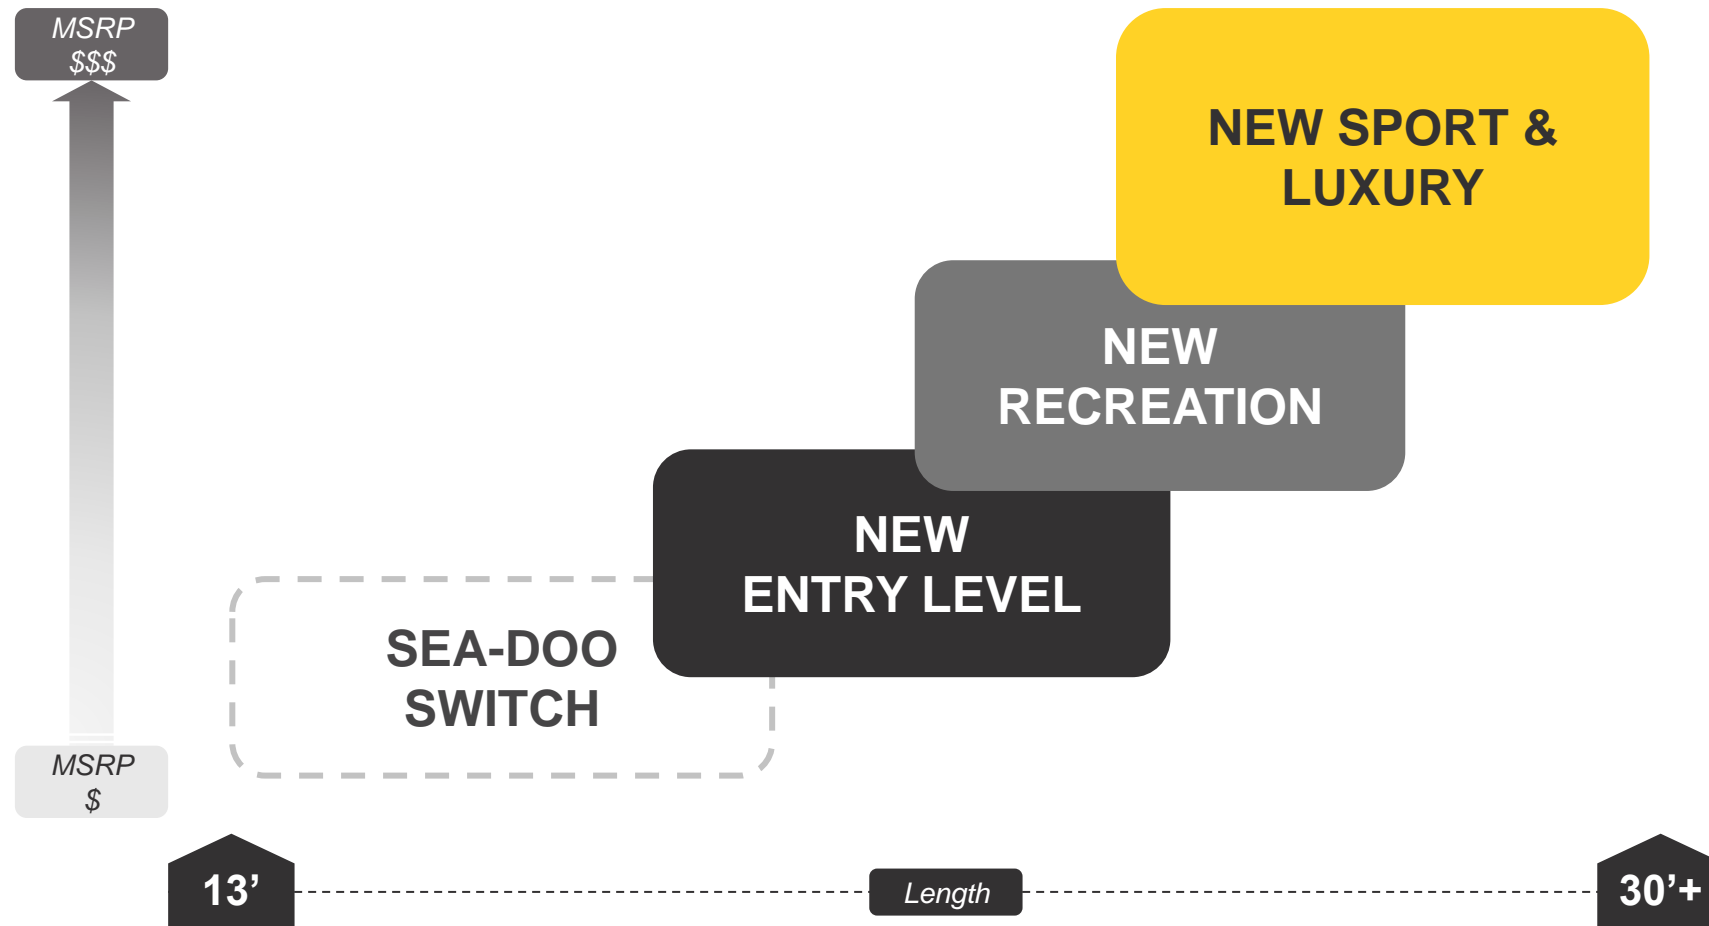 MSRP
$$$
NEW SPORT &
LUXURY
NEW
RECREATION
NEW
ENTRY LEVEL
SEA-DOO
SWITCH
MSRP
$
13’
Length
30’+